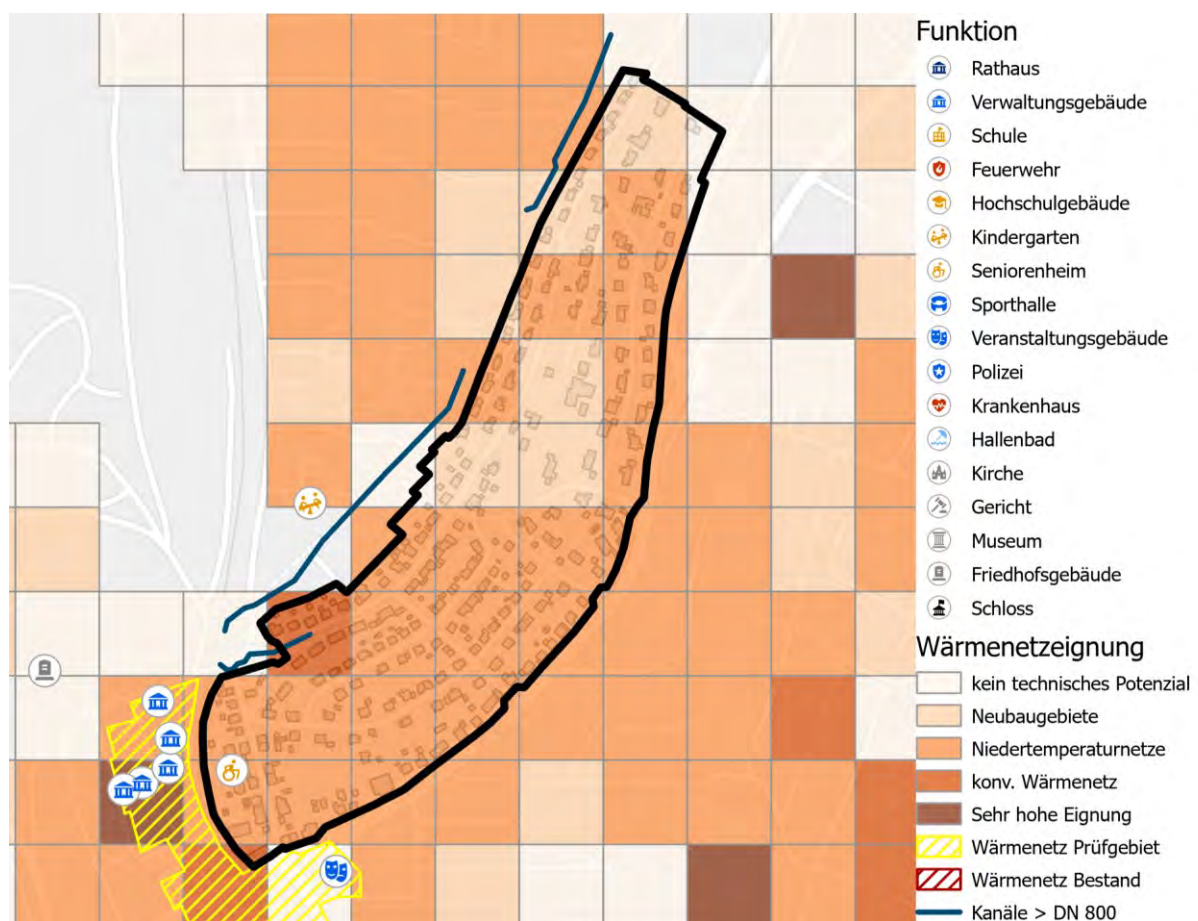 Funktion
Rathaus
Verwaltungsgebäude
Schule
Feuerwehr
Hochschulgebäude
Kindergarten
Seniorenheim
Sporthalle
Veranstaltungsgebäude
Polizei
Krankenhaus
Hallenbad
Kirche
Gericht
Museum
Friedhofsgebäude
Schloss
Wärmenetzeignung
kein technisches Potenzial
Neubaugebiete
Niedertemperaturnetze
konv. Wärmenetz
Sehr hohe Eignung
Wärmenetz Prüfgebiet
Wärmenetz Bestand
Kanäle > DN 800